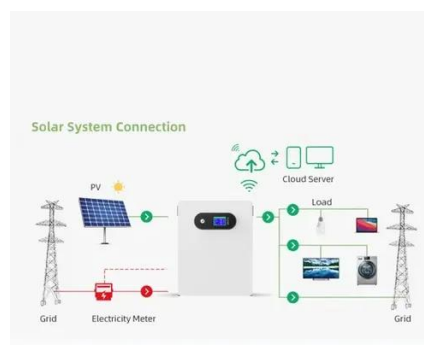 Solar System Connection
PV
Cloud Server
Load
Grid
Electricity Meter
Grid